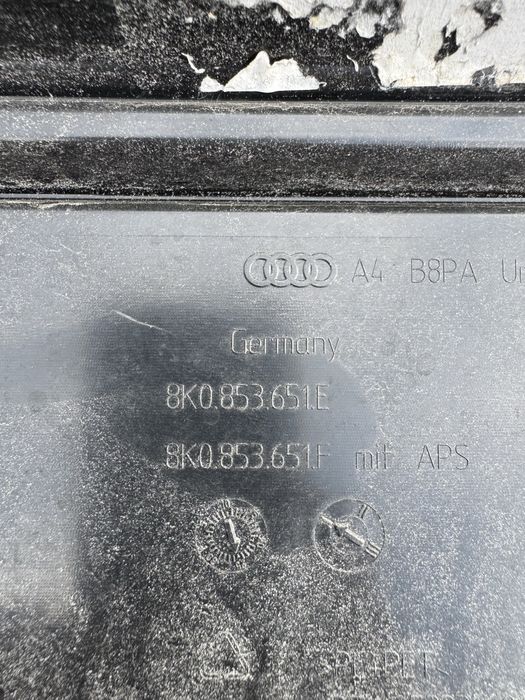 A4 B8PA
Germany
8K0.853.651.E
8K0.853.651.F mit APS